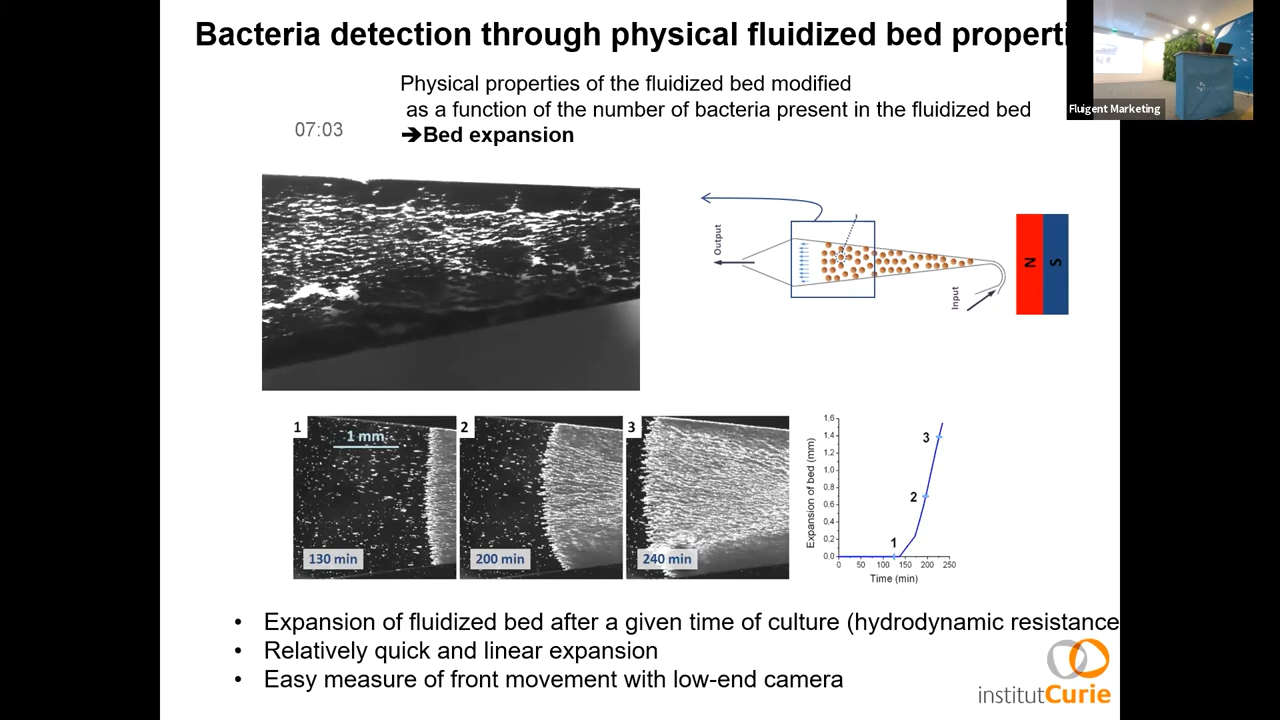 Bacteria detection through physical fluidized bed properti
Fluigent Marketing
Physical properties of the fluidized bed modified
as a function of the number of bacteria present in the fluidized bed
➔Bed expansion
07:03
Output
Input
N
S
1
1 mm
130 min
2
200 min
3
240 min
Expansion of bed (mm)
1.6
1.4
1.2
1.0
0.8
0.6
0.4
0.2
0.0
3
2
1
0 50 100 150 200 250
Time (min)
• Expansion of fluidized bed after a given time of culture (hydrodynamic resistance
• Relatively quick and linear expansion
• Easy measure of front movement with low-end camera
institutCurie